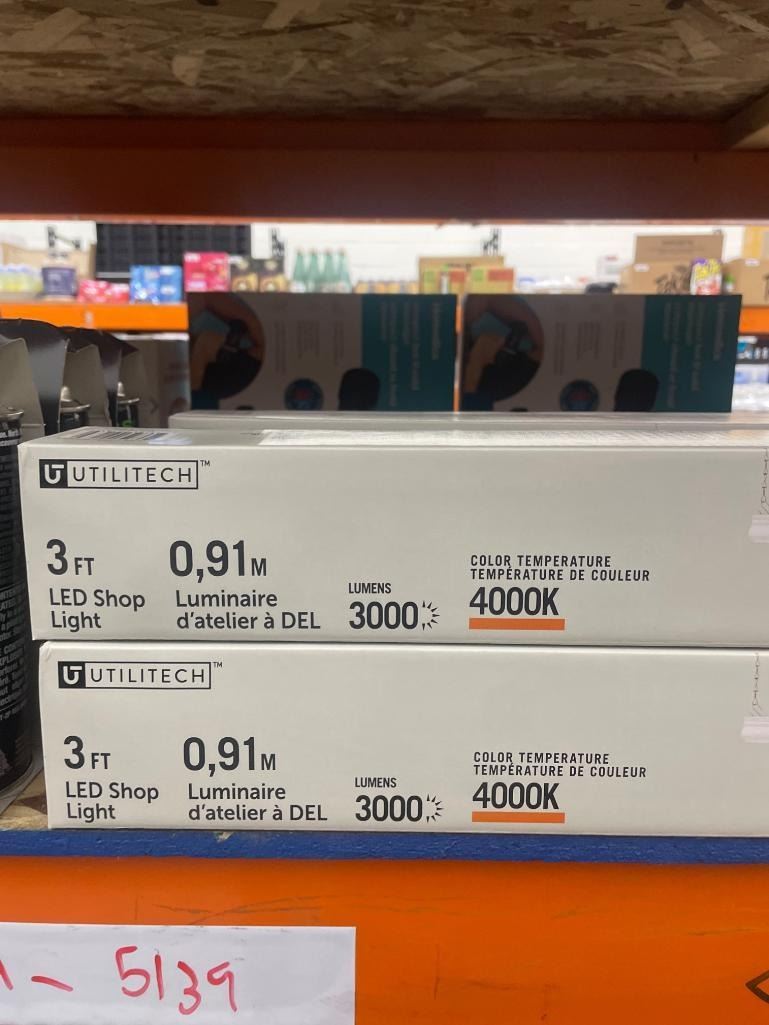 UTILITECH™
3 FT
LED Shop
Light
0,91 M
Luminaire
d'atelier à DEL
LUMENS
3000
COLOR TEMPERATURE
TEMPÉRATURE DE COULEUR
4000K
UTILITECH™
3 FT
LED Shop
Light
0,91 M
Luminaire
d'atelier à DEL
LUMENS
3000
COLOR TEMPERATURE
TEMPÉRATURE DE COULEUR
4000K
- 5139